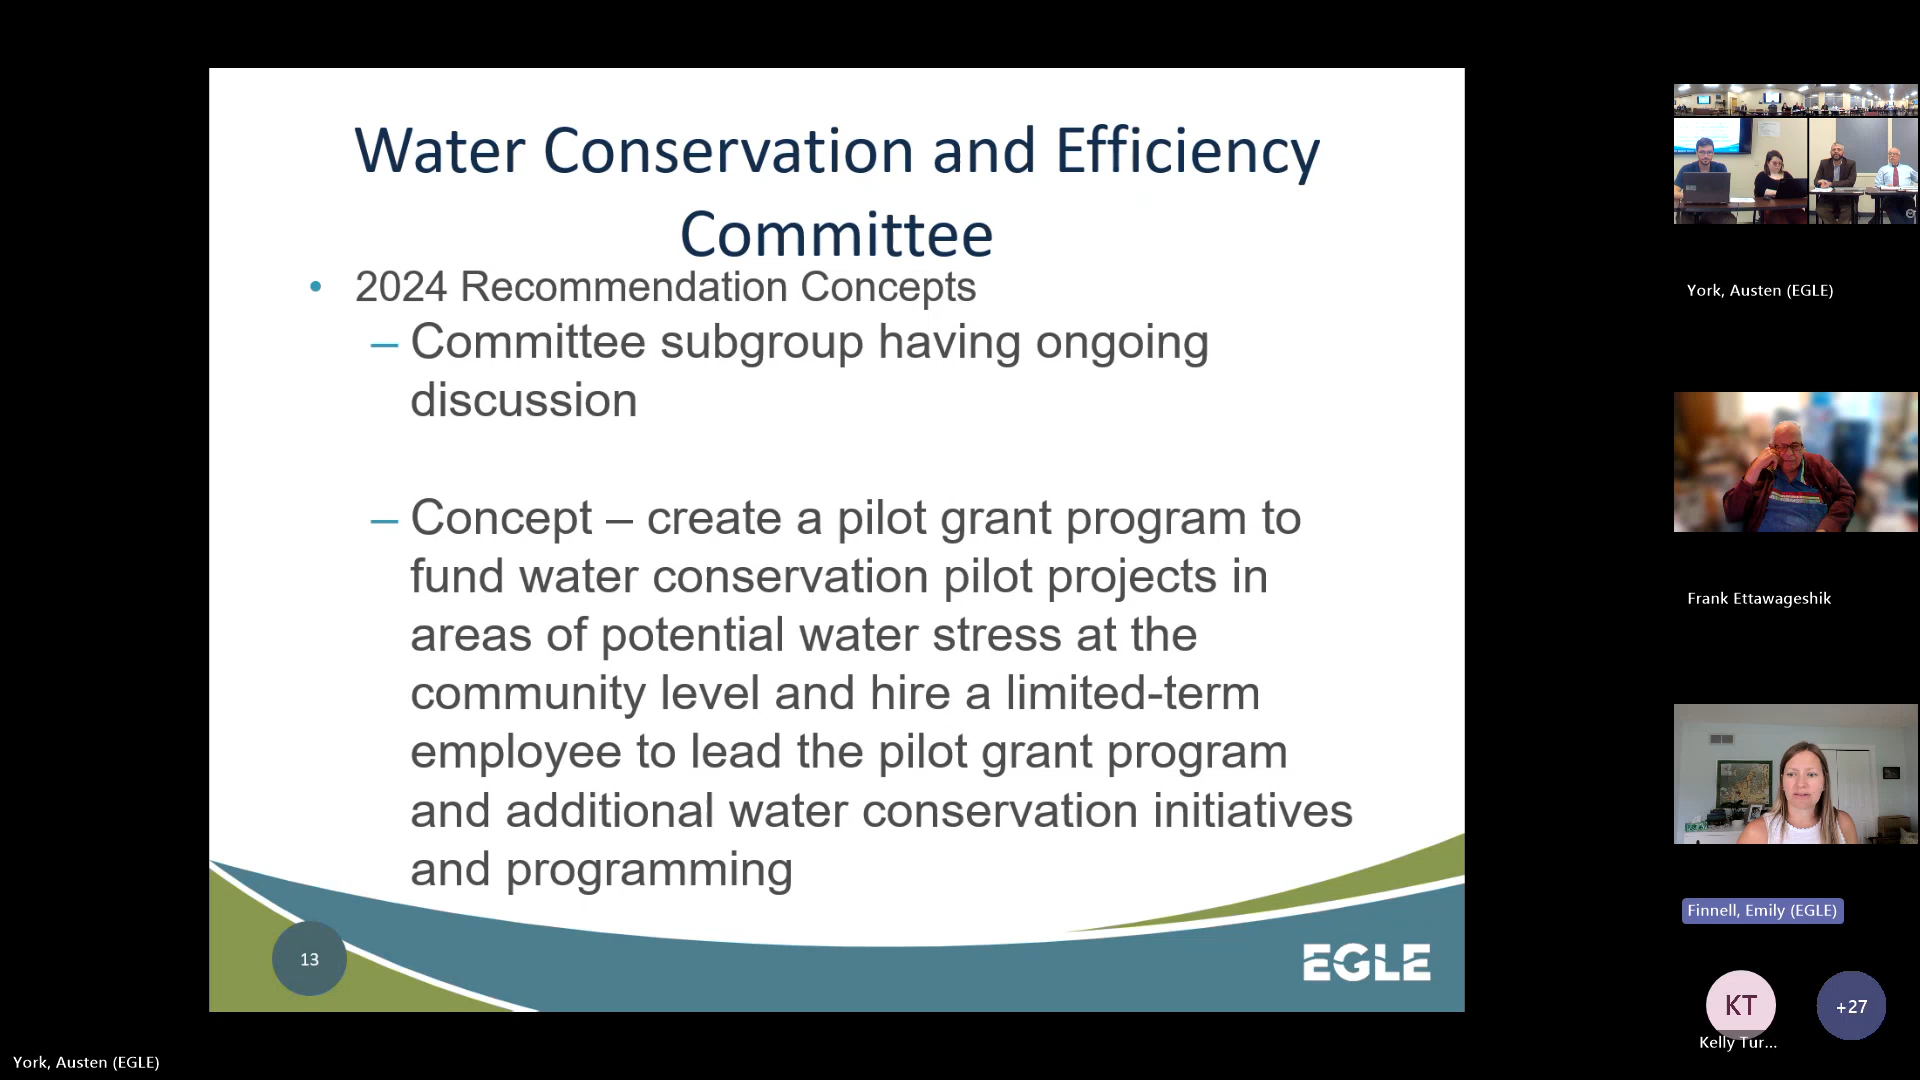 Water Conservation and Efficiency
Committee
• 2024 Recommendation Concepts
– Committee subgroup having ongoing
discussion
– Concept – create a pilot grant program to
fund water conservation pilot projects in
areas of potential water stress at the
community level and hire a limited-term
employee to lead the pilot grant program
and additional water conservation initiatives
and programming
13
EGLE
York, Austen (EGLE)
York, Austen (EGLE)
Frank Ettawageshik
Finnell, Emily (EGLE)
KT
+27
Kelly Tur...